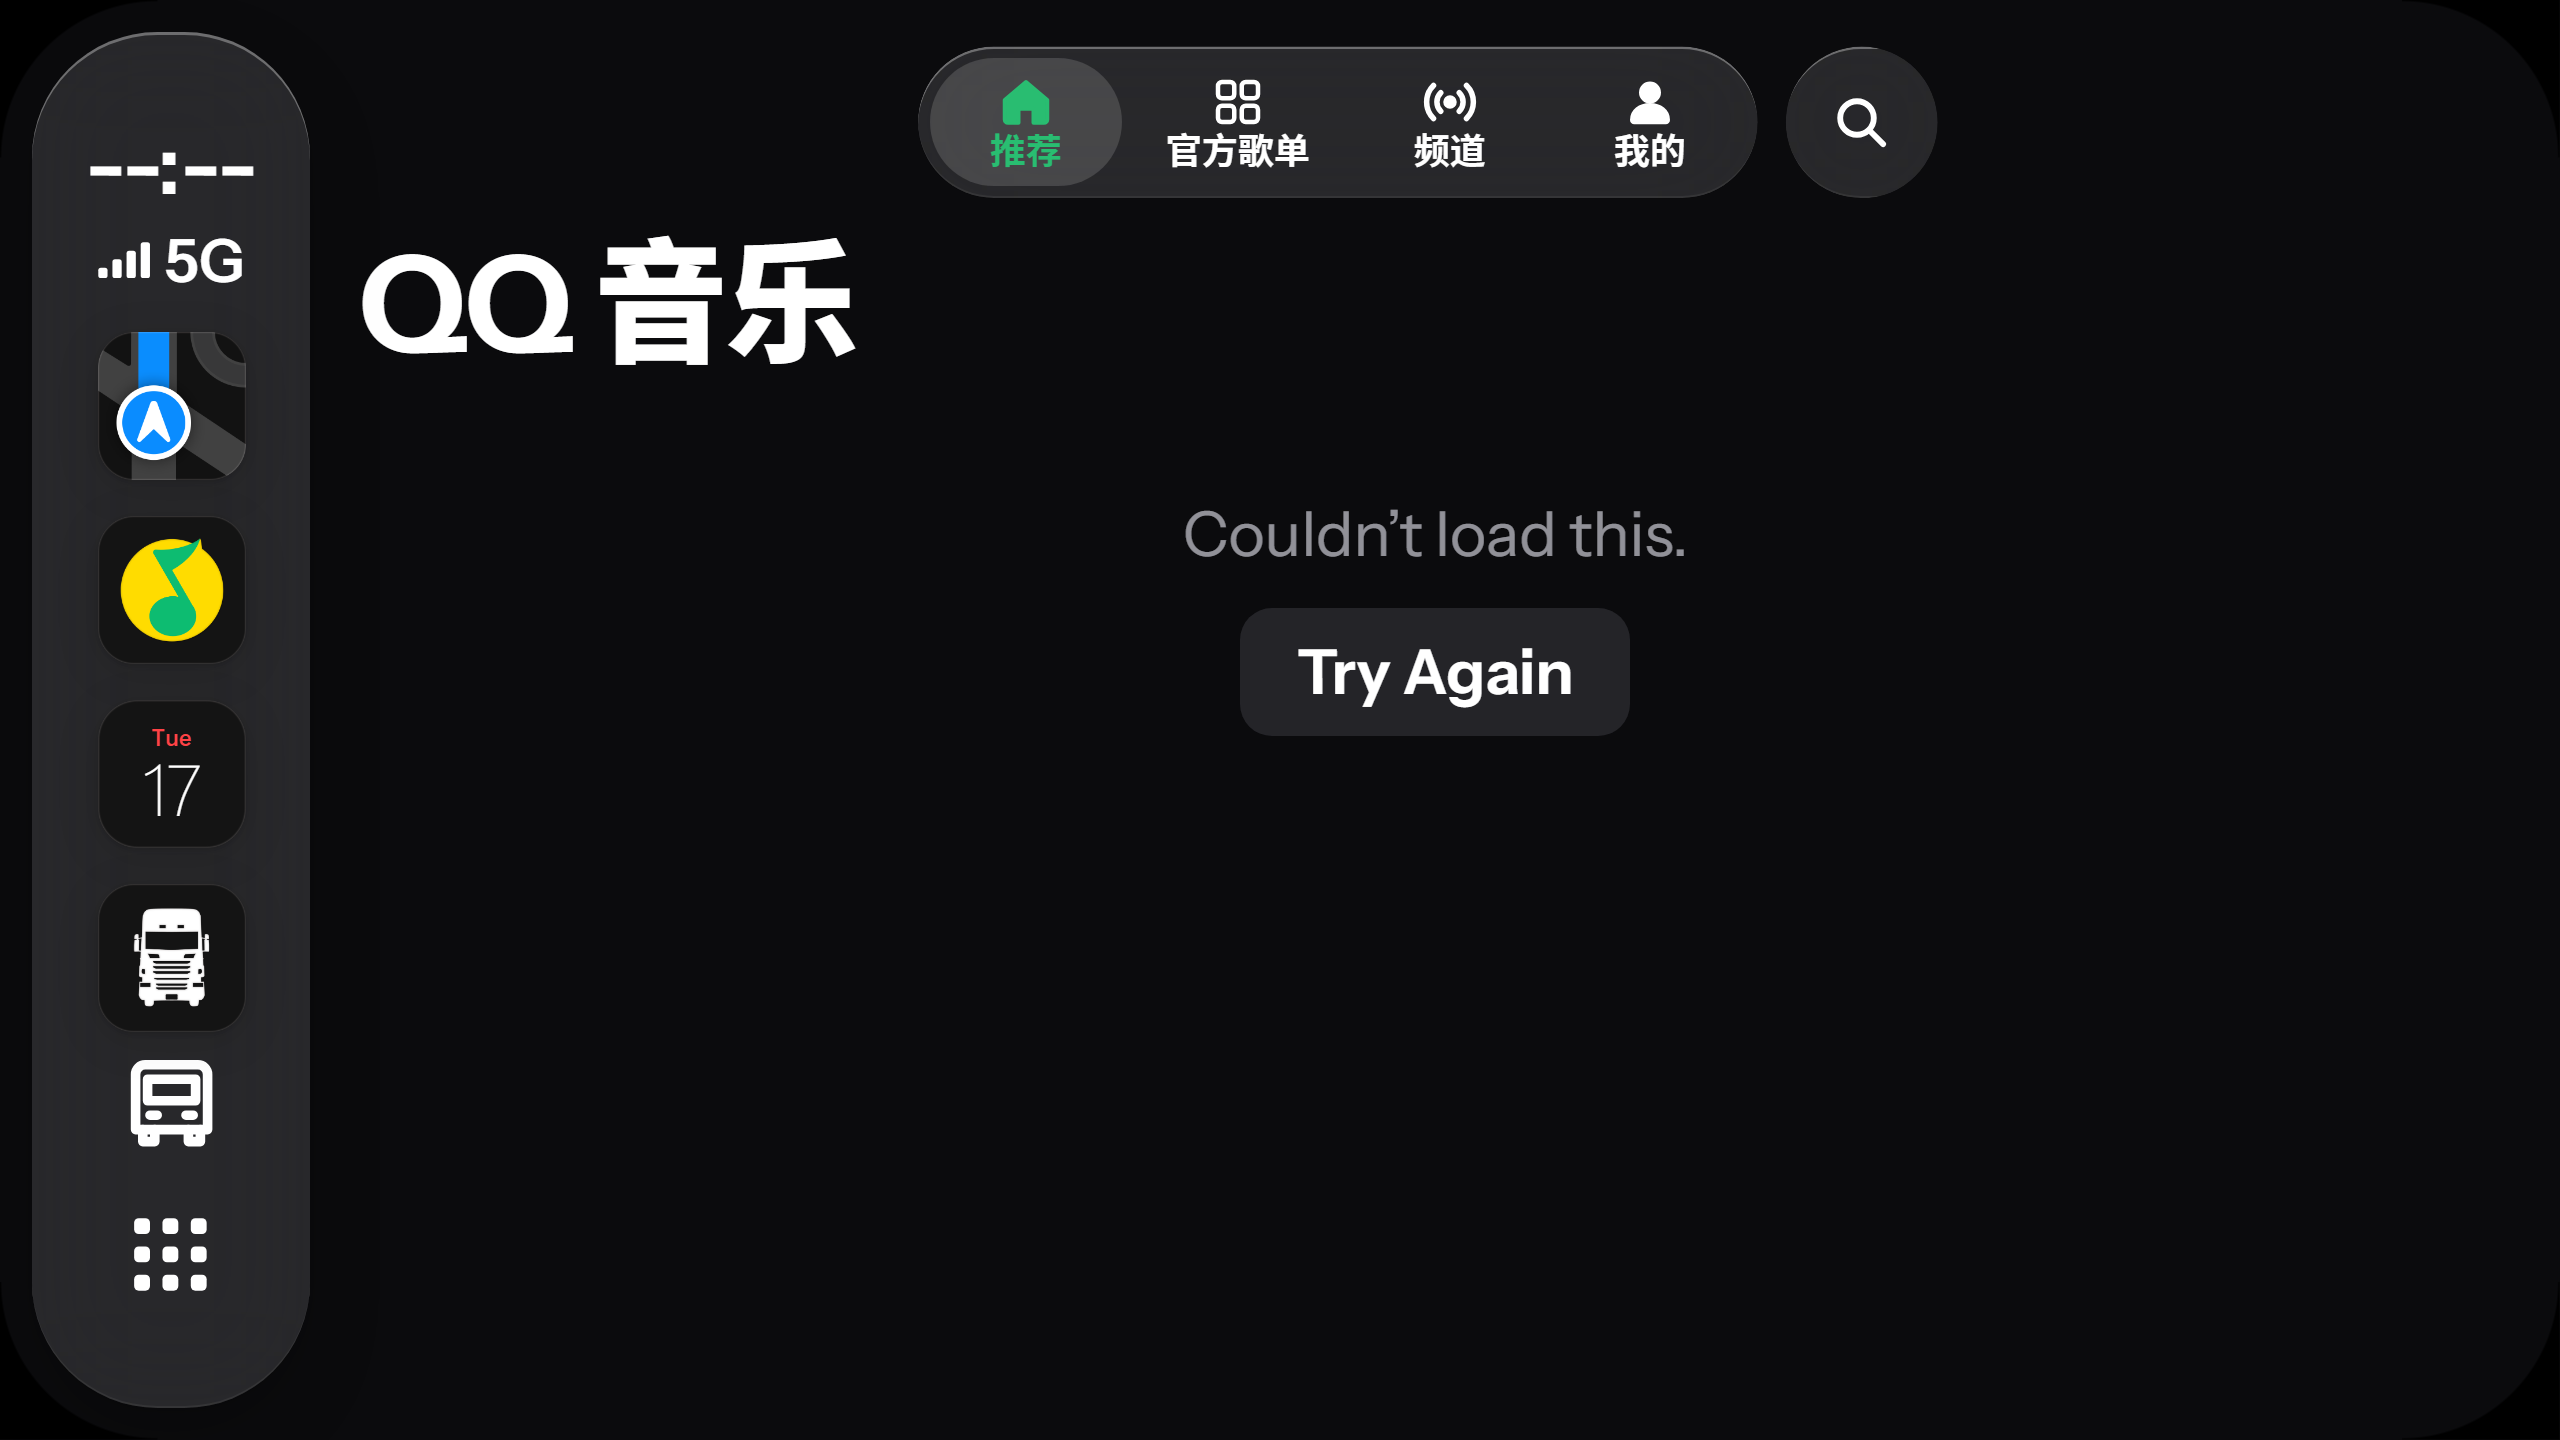 --:--
5G
Tue
17
推荐
官方歌单
频道
我的
QQ 音乐
Couldn’t load this.
Try Again